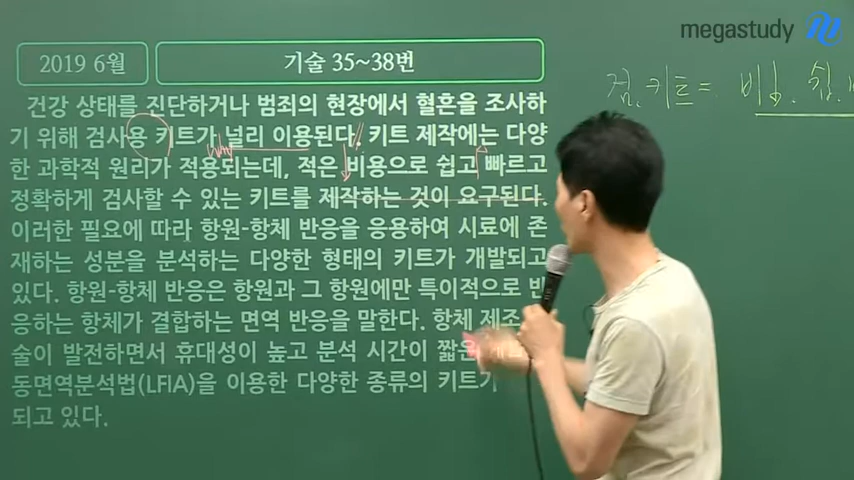 megastudy
2019 6월
기술 35~38번
검. 키트 =
건강 상태를 진단하거나 범죄의 현장에서 혈흔을 조사하
기 위해 검사용 키트가 널리 이용된다. 키트 제작에는 다양
한 과학적 원리가 적용되는데, 적은 비용으로 쉽고 빠르고
정확하게 검사할 수 있는 키트를 제작하는 것이 요구된다.
이러한 필요에 따라 항원-항체 반응을 응용하여 시료에 존
재하는 성분을 분석하는 다양한 형태의 키트가 개발되고
있다. 항원-항체 반응은 항원과 그 항원에만 특이적으로 반
응하는 항체가 결합하는 면역 반응을 말한다. 항체 제조
술이 발전하면서 휴대성이 높고 분석 시간이 짧은
동면역분석법(LFIA)을 이용한 다양한 종류의 키트가
되고 있다.